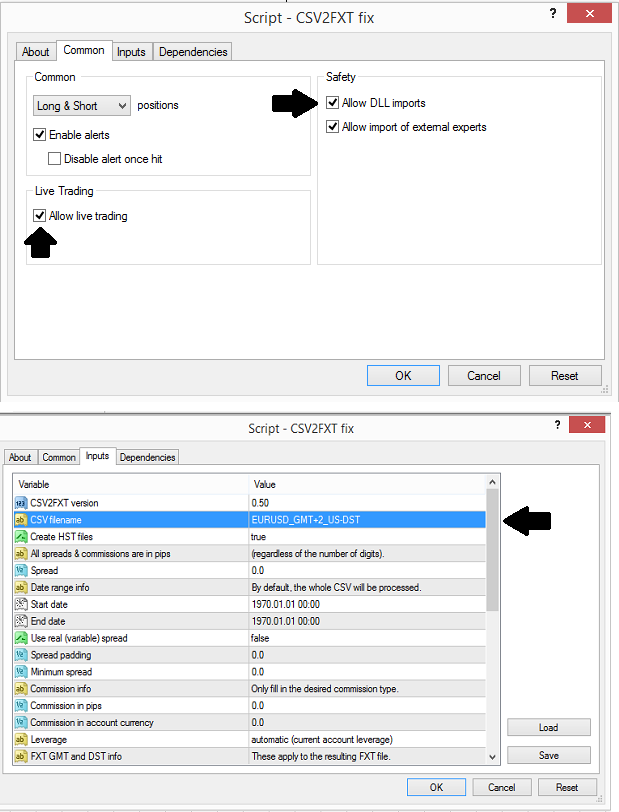 Script - CSV2FXT fix
?
About Common Inputs Dependencies
Common
Long & Short positions
Enable alerts
Disable alert once hit
Live Trading
Allow live trading
Safety
Allow DLL imports
Allow import of external experts
OK Cancel Reset
Script - CSV2FXT fix
?
About Common Inputs Dependencies
Variable Value
123 CSV2FXT version 0.50
ab CSV filename EURUSD_GMT+2_US-DST
Create HST files true
ab All spreads & commissions are in pips (regardless of the number of digits).
Spread 0.0
ab Date range info By default, the whole CSV will be processed.
Start date 1970.01.01 00:00
End date 1970.01.01 00:00
Use real (variable) spread false
Spread padding 0.0
Minimum spread 0.0
ab Commission info Only fill in the desired commission type.
Commission in pips 0.0
Commission in account currency 0.0
ab Leverage automatic (current account leverage)
ab FXT GMT and DST info These apply to the resulting FXT file.
Load
Save
OK Cancel Reset